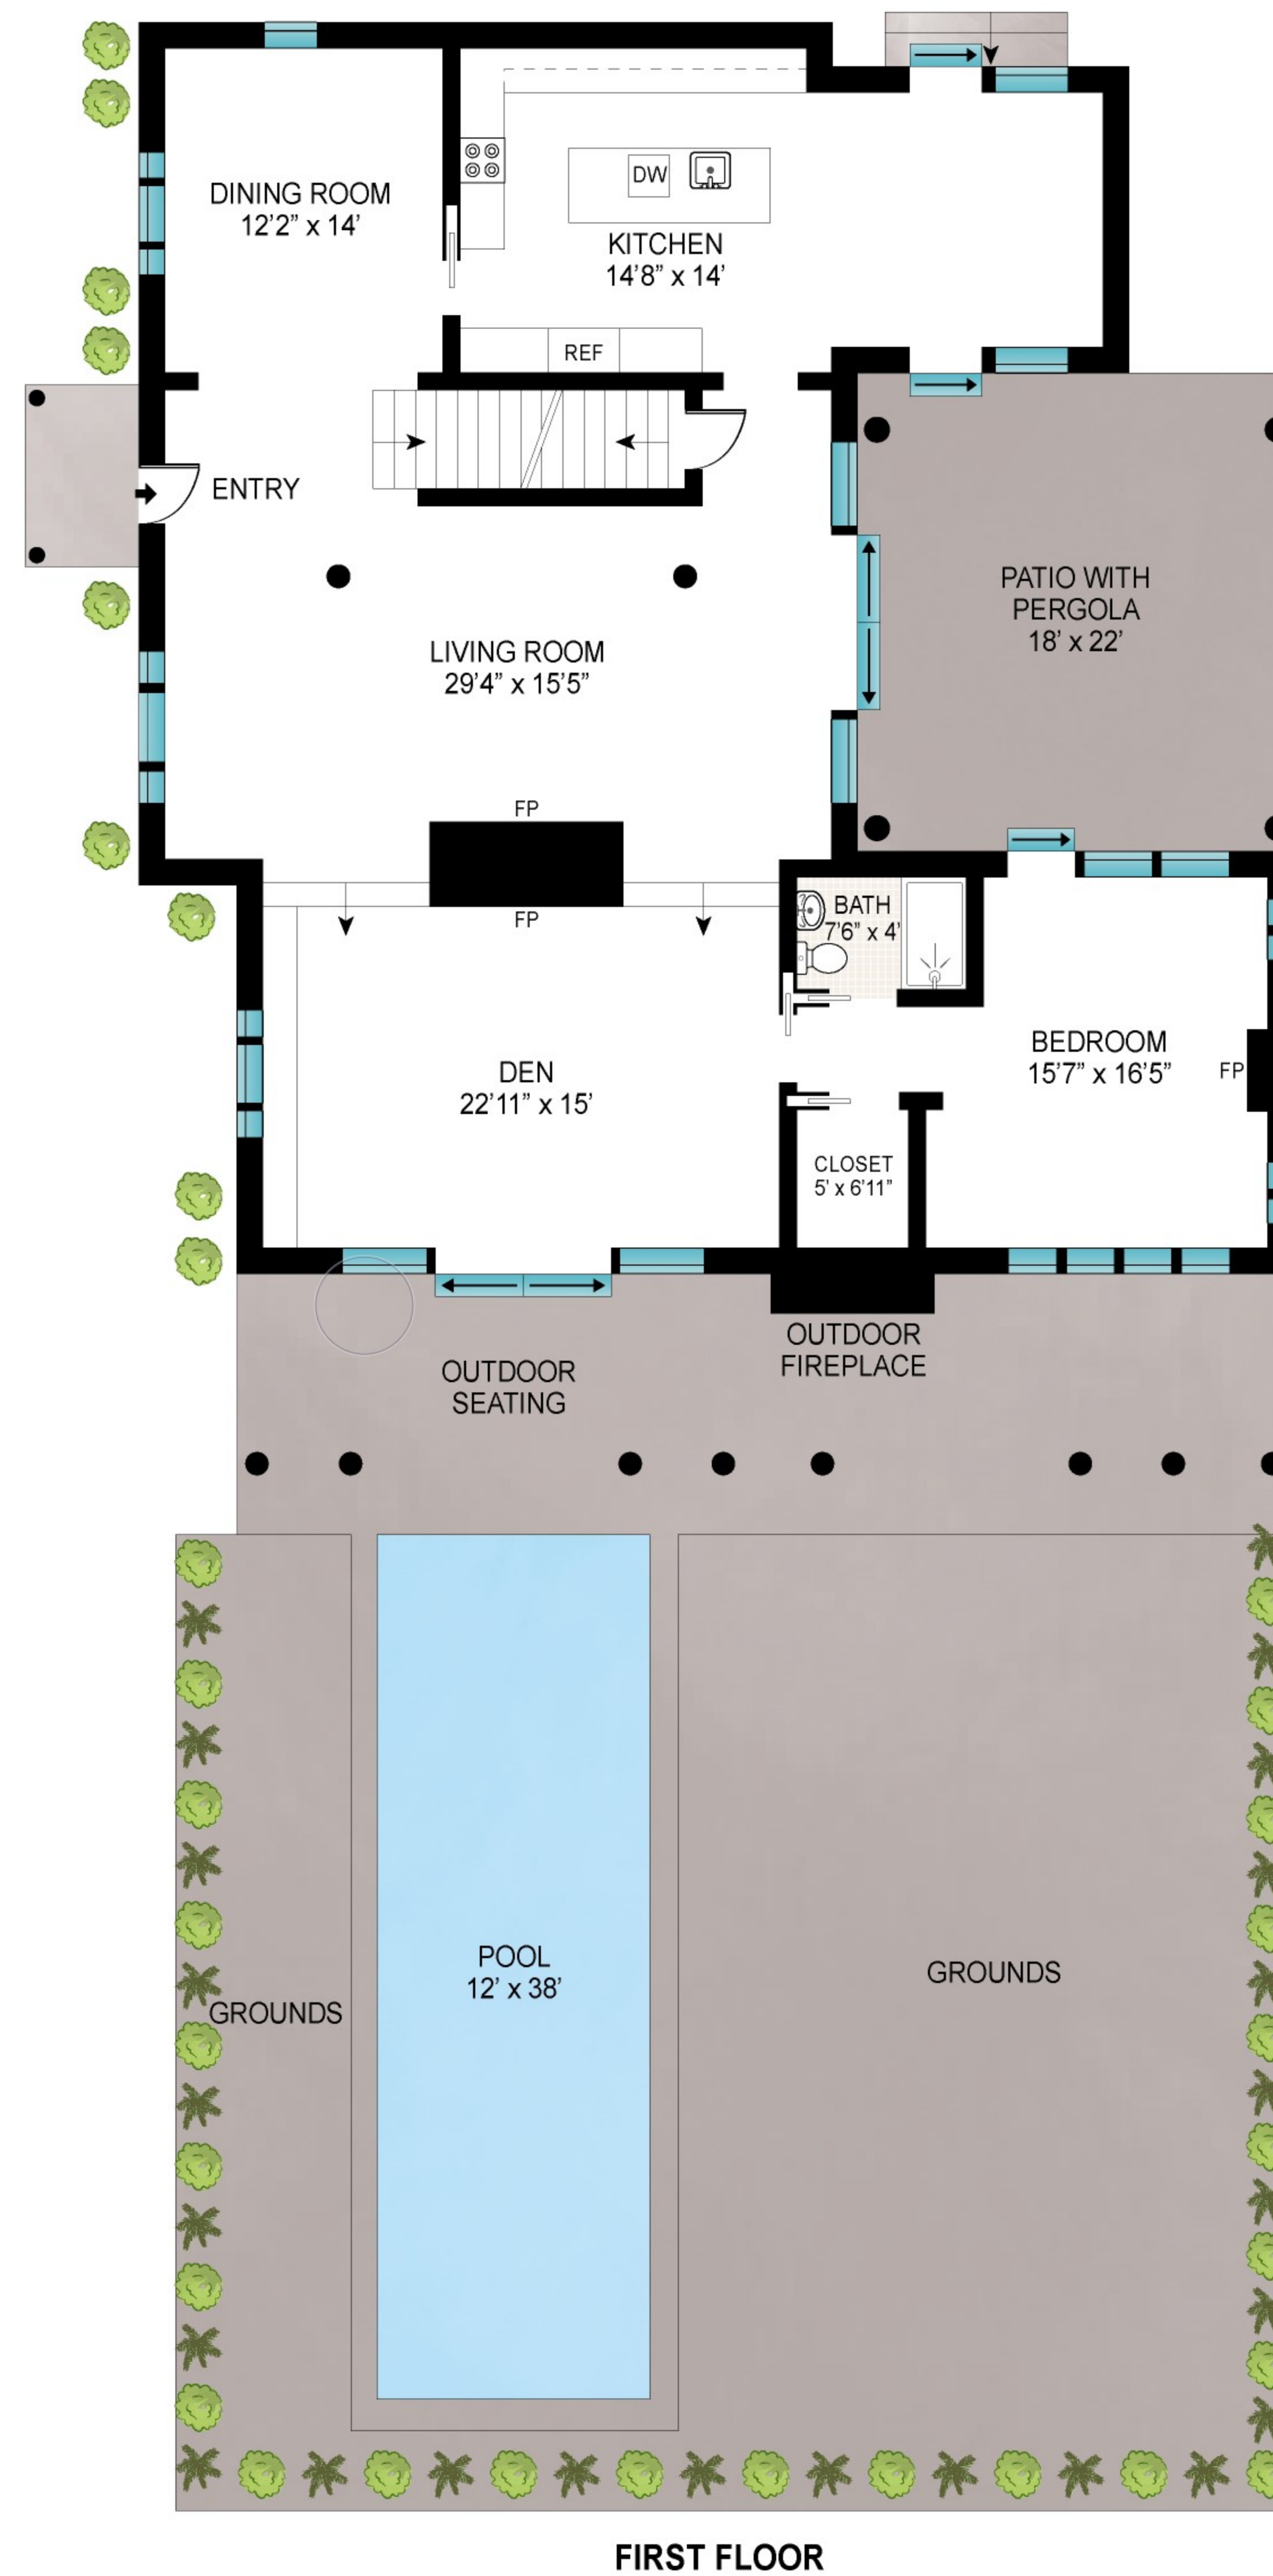 DINING ROOM
12'2” x 14'
DW
KITCHEN
14'8” x 14'
REF
ENTRY
LIVING ROOM
29'4” x 15'5”
PATIO WITH
PERGOLA
18' x 22'
FP
FP
BATH
7'6” x 4'
DEN
22'11” x 15'
BEDROOM
15'7” x 16'5”
FP
CLOSET
5' x 6'11”
OUTDOOR
SEATING
OUTDOOR
FIREPLACE
POOL
12' x 38'
GROUNDS
GROUNDS
FIRST FLOOR